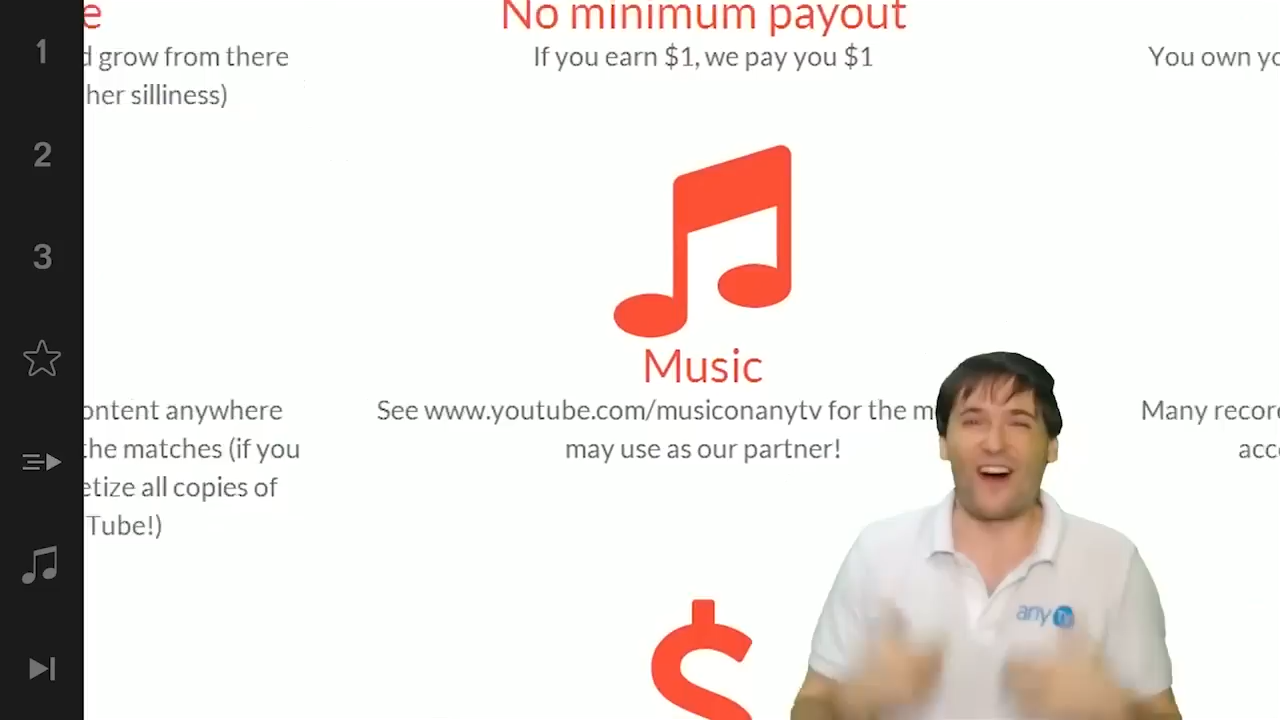 1
2
3
e
d grow from there
her silliness)
No minimum payout
If you earn $1, we pay you $1
You own yo
Music
ontent anywhere
the matches (if you
etize all copies of
Tube!)
See www.youtube.com/musiconanytv for the m
may use as our partner!
Many recor
acc
any TV